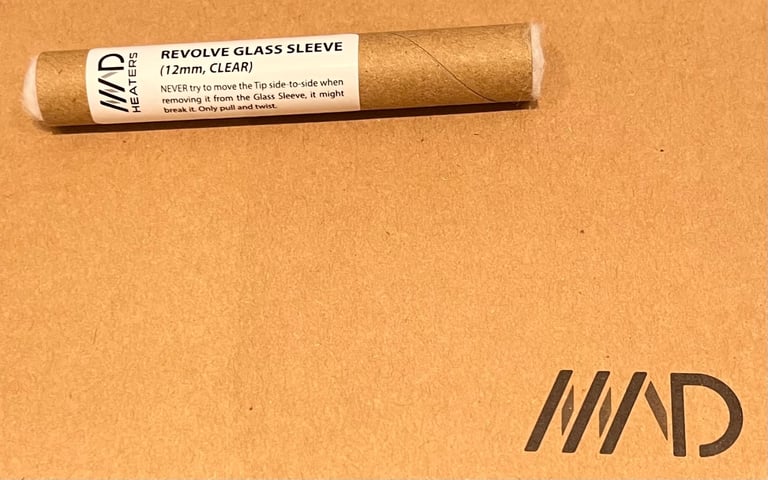 MAD
HEATERS
REVOLVE GLASS SLEEVE
(12mm, CLEAR)
NEVER try to move the Tip side-to-side when
removing it from the Glass Sleeve, it might
break it. Only pull and twist.
MAD